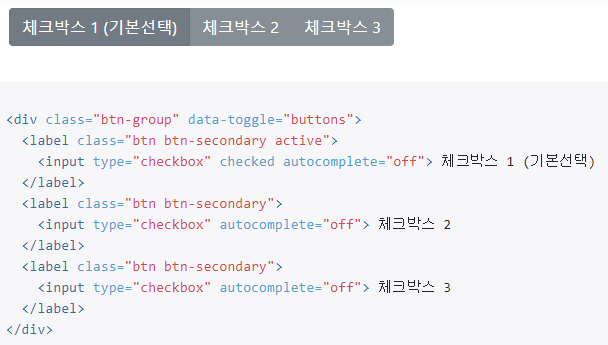 체크박스 1 (기본선택) 체크박스 2 체크박스 3
<div class="btn-group" data-toggle="buttons">
  <label class="btn btn-secondary active">
    <input type="checkbox" checked autocomplete="off"> 체크박스 1 (기본선택)
  </label>
  <label class="btn btn-secondary">
    <input type="checkbox" autocomplete="off"> 체크박스 2
  </label>
  <label class="btn btn-secondary">
    <input type="checkbox" autocomplete="off"> 체크박스 3
  </label>
</div>